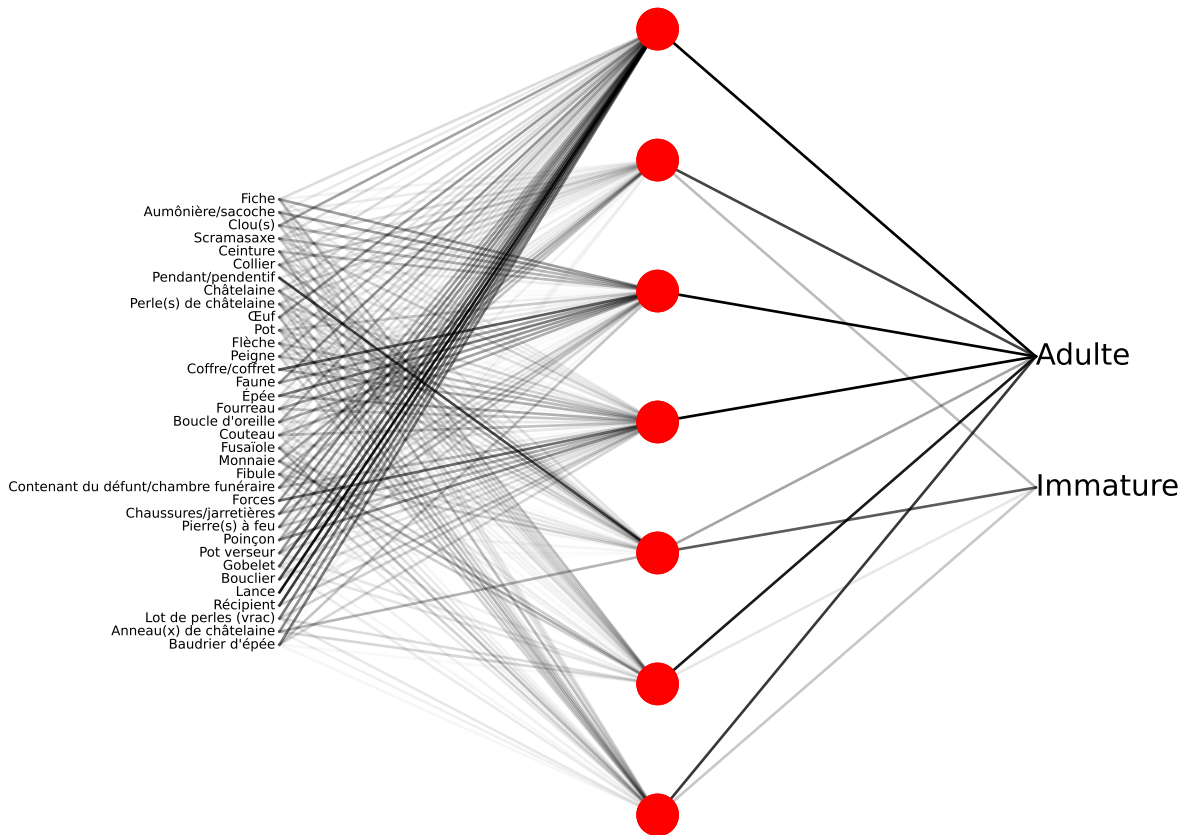 Fiche
Aumônière/sacoche
Clou(s)
Scramasaxe
Ceinture
Collier
Pendant/pendentif
Châtelaine
Perle(s) de châtelaine
Œuf
Pot
Flèche
Peigne
Coffre/coffret
Faune
Épée
Fourreau
Boucle d'oreille
Couteau
Fusaïole
Monnaie
Fibule
Contenant du défunt/chambre funéraire
Forces
Chaussures/jarretières
Pierre(s) à feu
Poinçon
Pot verseur
Gobelet
Bouclier
Lance
Récipient
Lot de perles (vrac)
Anneau(x) de châtelaine
Baudrier d'épée
Adulte
Immature